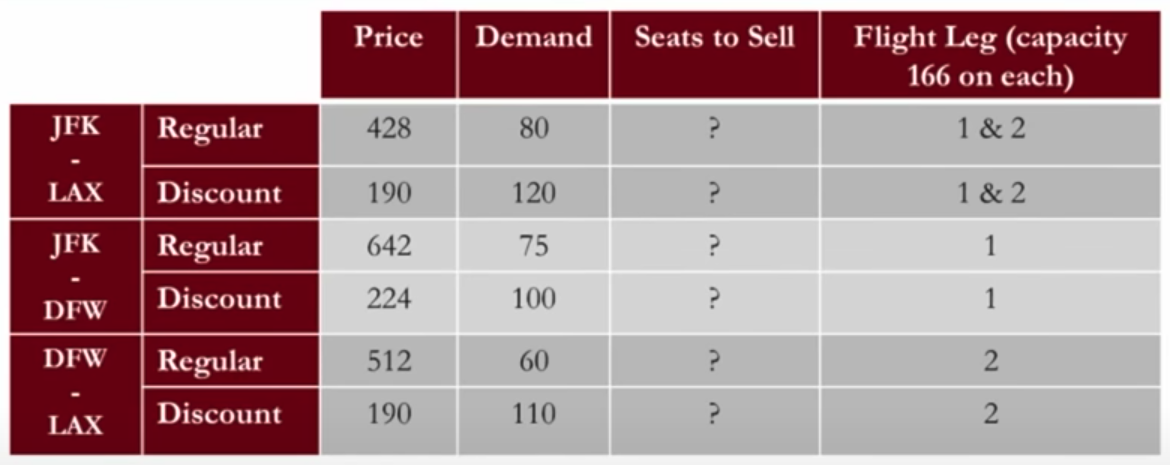 Price Demand Seats to Sell Flight Leg (capacity
166 on each)
JFK
-
LAX
Regular 428 80 ? 1 & 2
Discount 190 120 ? 1 & 2
JFK
-
DFW
Regular 642 75 ? 1
Discount 224 100 ? 1
DFW
-
LAX
Regular 512 60 ? 2
Discount 190 110 ? 2